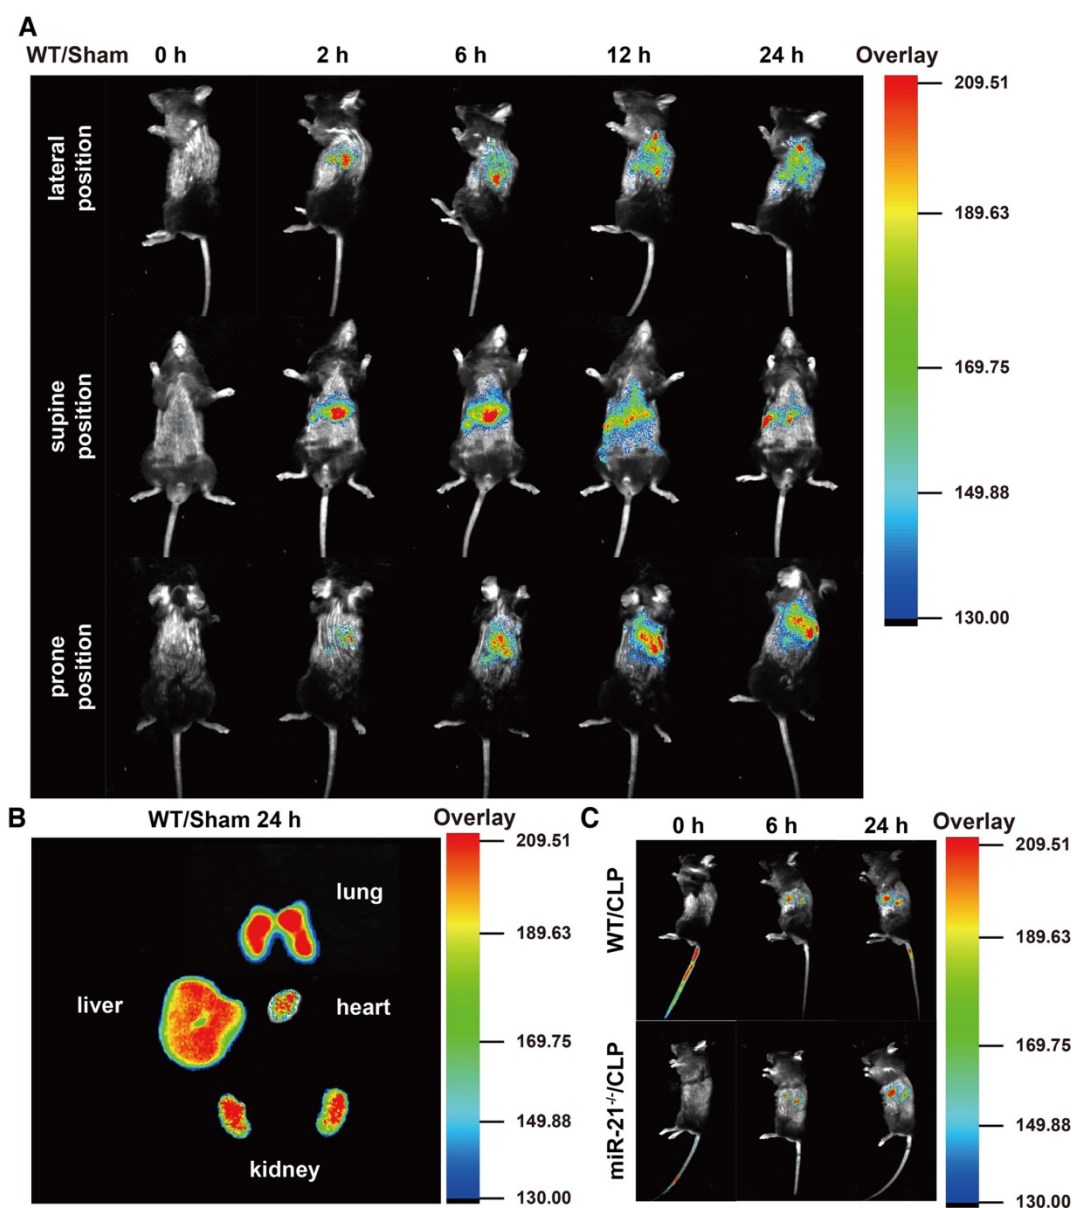 A
WT/Sham 0 h 2 h 6 h 12 h 24 h Overlay
lateral
position
supine
position
prone
position
209.51
189.63
169.75
149.88
130.00
B
WT/Sham 24 h Overlay
lung
liver
heart
kidney
209.51
189.63
169.75
149.88
130.00
C
0 h 6 h 24 h Overlay
WT/CLP
miR-21-/-/CLP
209.51
189.63
169.75
149.88
130.00